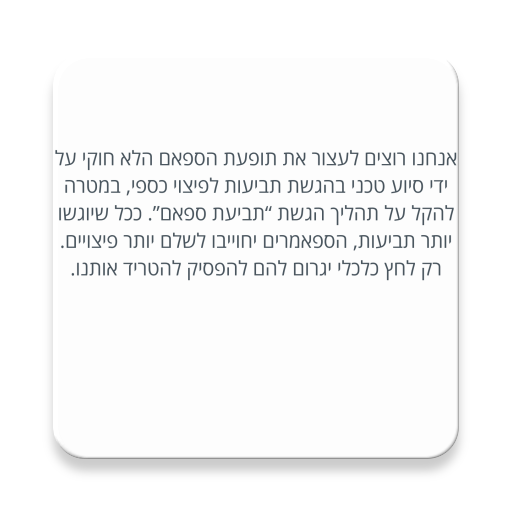 אנחנו רוצים לעצור את תופעת הספאם הלא חוקי על
ידי סיוע טכני בהגשת תביעות לפיצוי כספי, במטרה
להקל על תהליך הגשת “תביעת ספאם”. ככל שיוגשו
יותר תביעות, הספאמרים יחוייבו לשלם יותר פיצויים.
רק לחץ כלכלי יגרום להם להפסיק להטריד אותנו.